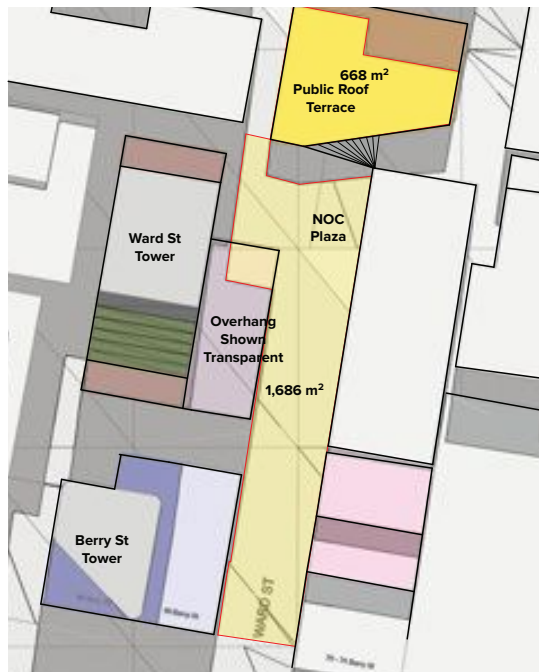 668 m²
Public Roof
Terrace
NOC
Plaza
Ward St
Tower
Overhang
Shown
Transparent
1,686 m²
Berry St
Tower
WARD ST